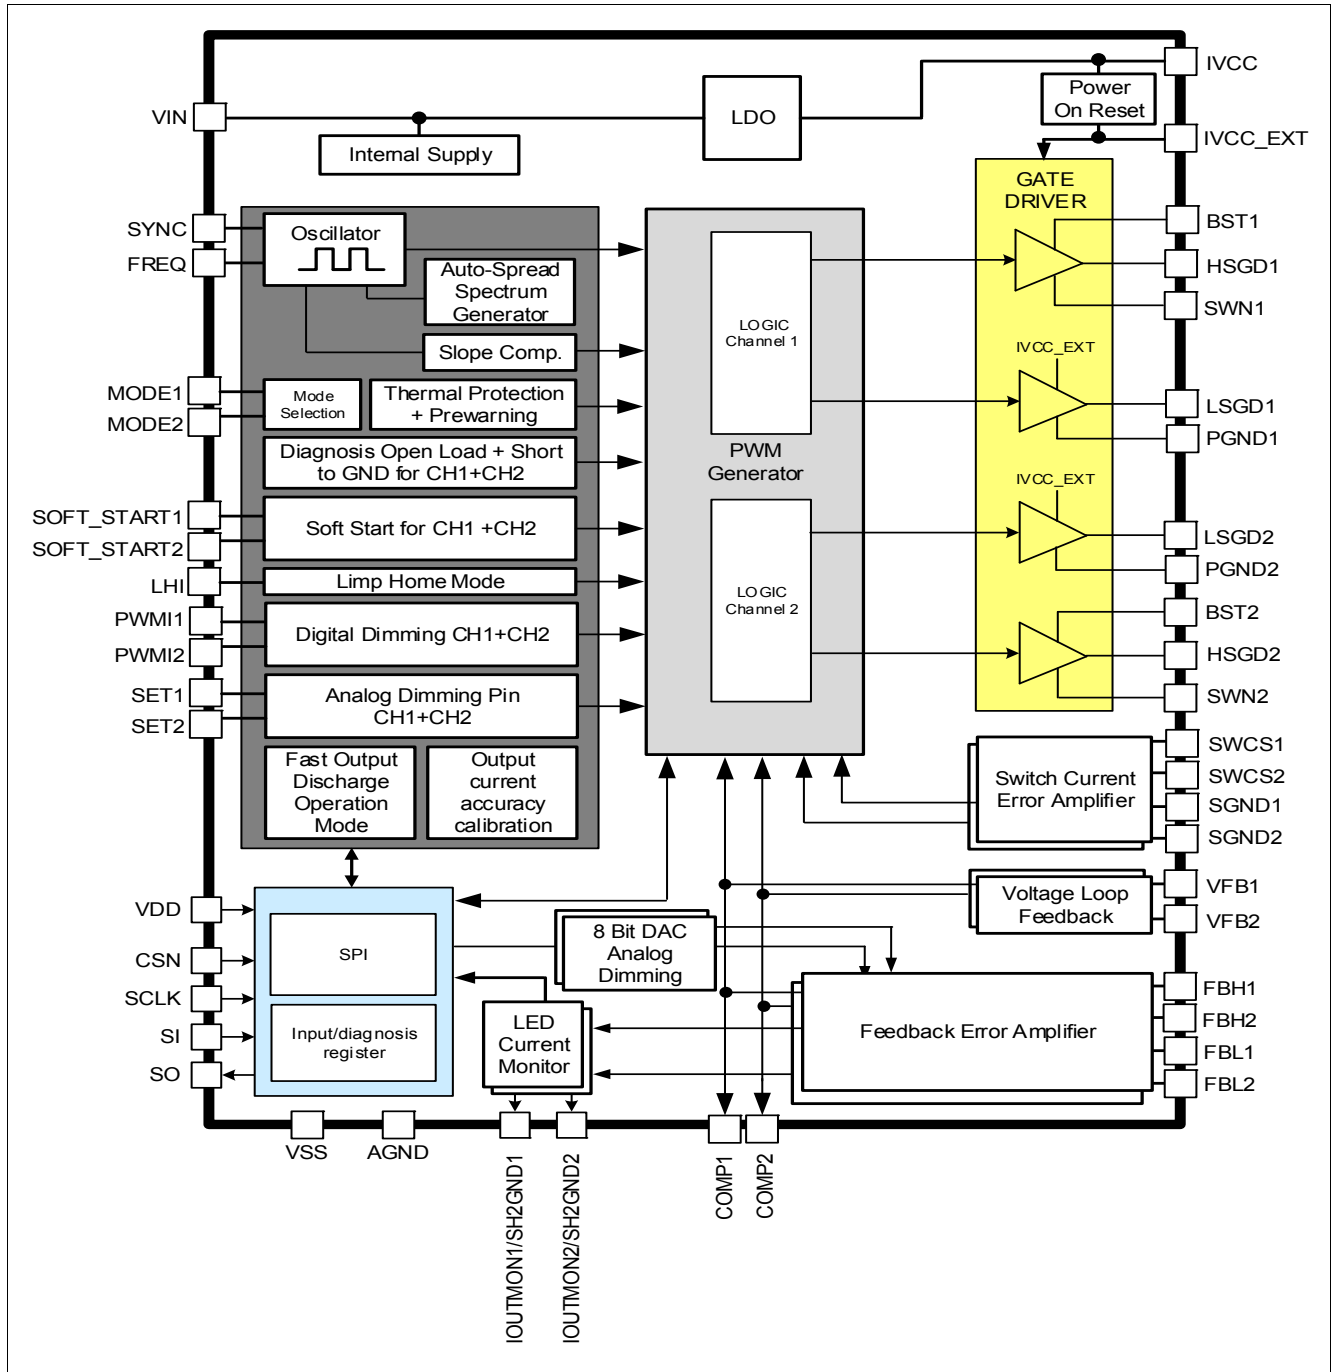 IVCC
VIN
LDO
Power
On Reset
Internal Supply
IVCC_EXT
GATE
DRIVER
SYNC
FREQ
Oscillator
Auto-Spread
Spectrum
Generator
Slope Comp.
MODE1
MODE2
Mode
Selection
Thermal Protection
+ Prewarning
Diagnosis Open Load + Short
to GND for CH1+CH2
SOFT_START1
SOFT_START2
Soft Start for CH1 +CH2
LHI
Limp Home Mode
PWMI1
PWMI2
Digital Dimming CH1+CH2
SET1
SET2
Analog Dimming Pin
CH1+CH2
Fast Output
Discharge
Operation
Mode
Output
current
accuracy
calibration
LOGIC
Channel 1
PWM
Generator
LOGIC
Channel 2
BST1
HSGD1
SWN1
IVCC_EXT
LSGD1
PGND1
IVCC_EXT
LSGD2
PGND2
BST2
HSGD2
SWN2
Switch Current
Error Amplifier
SWCS1
SWCS2
SGND1
SGND2
Voltage Loop
Feedback
VFB1
VFB2
VDD
CSN
SCLK
SI
SO
SPI
Input/diagnosis
register
8 Bit DAC
Analog
Dimming
LED
Current
Monitor
Feedback Error Amplifier
FBH1
FBH2
FBL1
FBL2
VSS
AGND
IOUTMON1/SH2GND1
IOUTMON2/SH2GND2
COMP1
COMP2